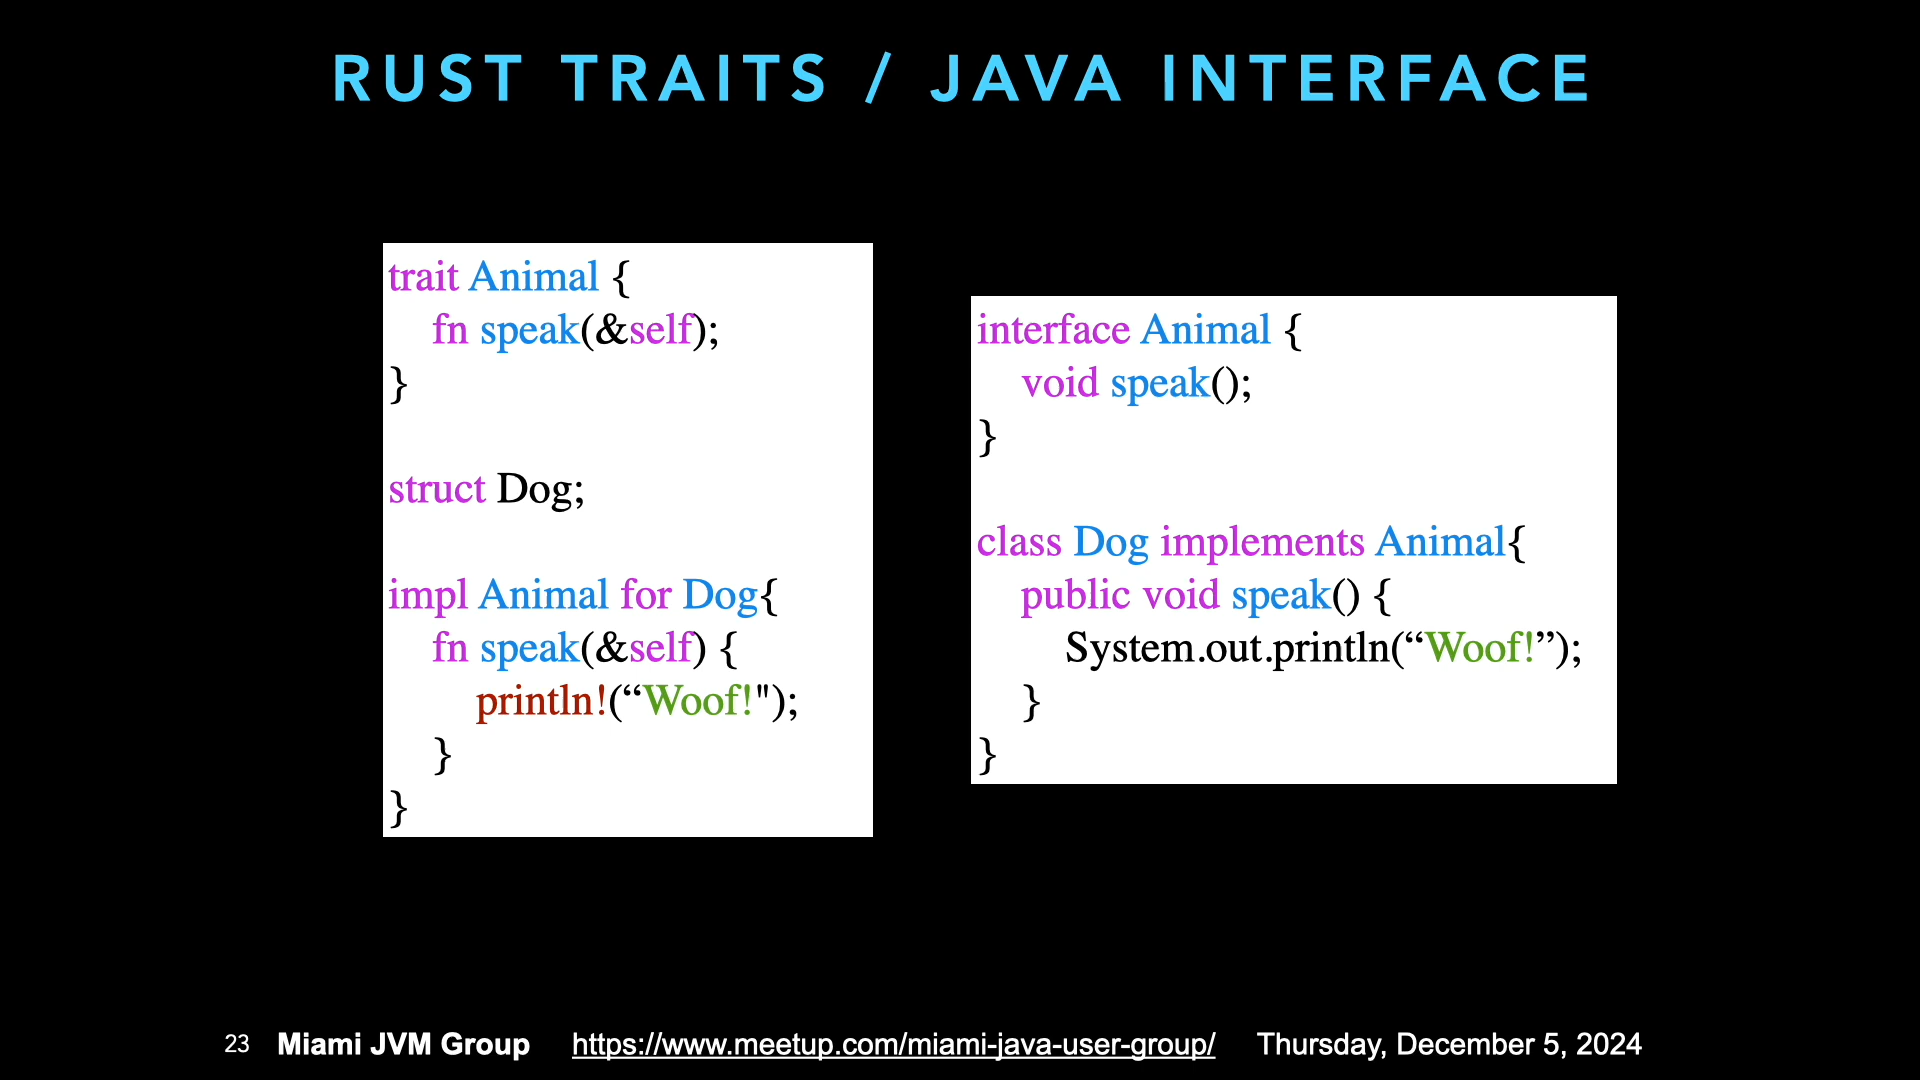 RUST TRAITS / JAVA INTERFACE
trait Animal {
fn speak(&self);
}
struct Dog;
impl Animal for Dog{
fn speak(&self) {
println!(“Woof!");
}
}
interface Animal {
void speak();
}
class Dog implements Animal{
public void speak() {
System.out.println(“Woof!”);
}
}
23 Miami JVM Group https://www.meetup.com/miami-java-user-group/ Thursday, December 5, 2024